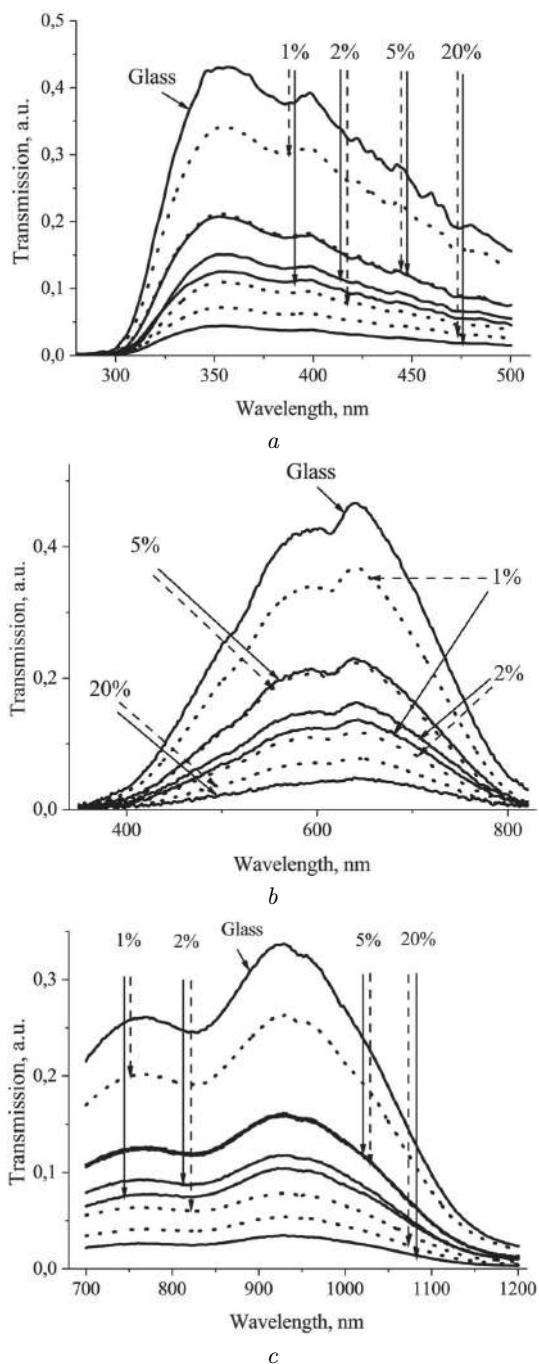 0,5
0,4
0,3
0,2
0,1
0,0
Transmission, a.u.
Glass
1% 2% 5% 20%
300 350 400 450 500
Wavelength, nm
a
0,4
0,2
0,0
Transmission, a.u.
Glass
5%
1%
2%
20%
400 600 800
Wavelength, nm
b
0,3
0,2
0,1
0,0
Transmission, a.u.
1% 2% Glass 5% 20%
700 800 900 1000 1100 1200
Wavelength, nm
c